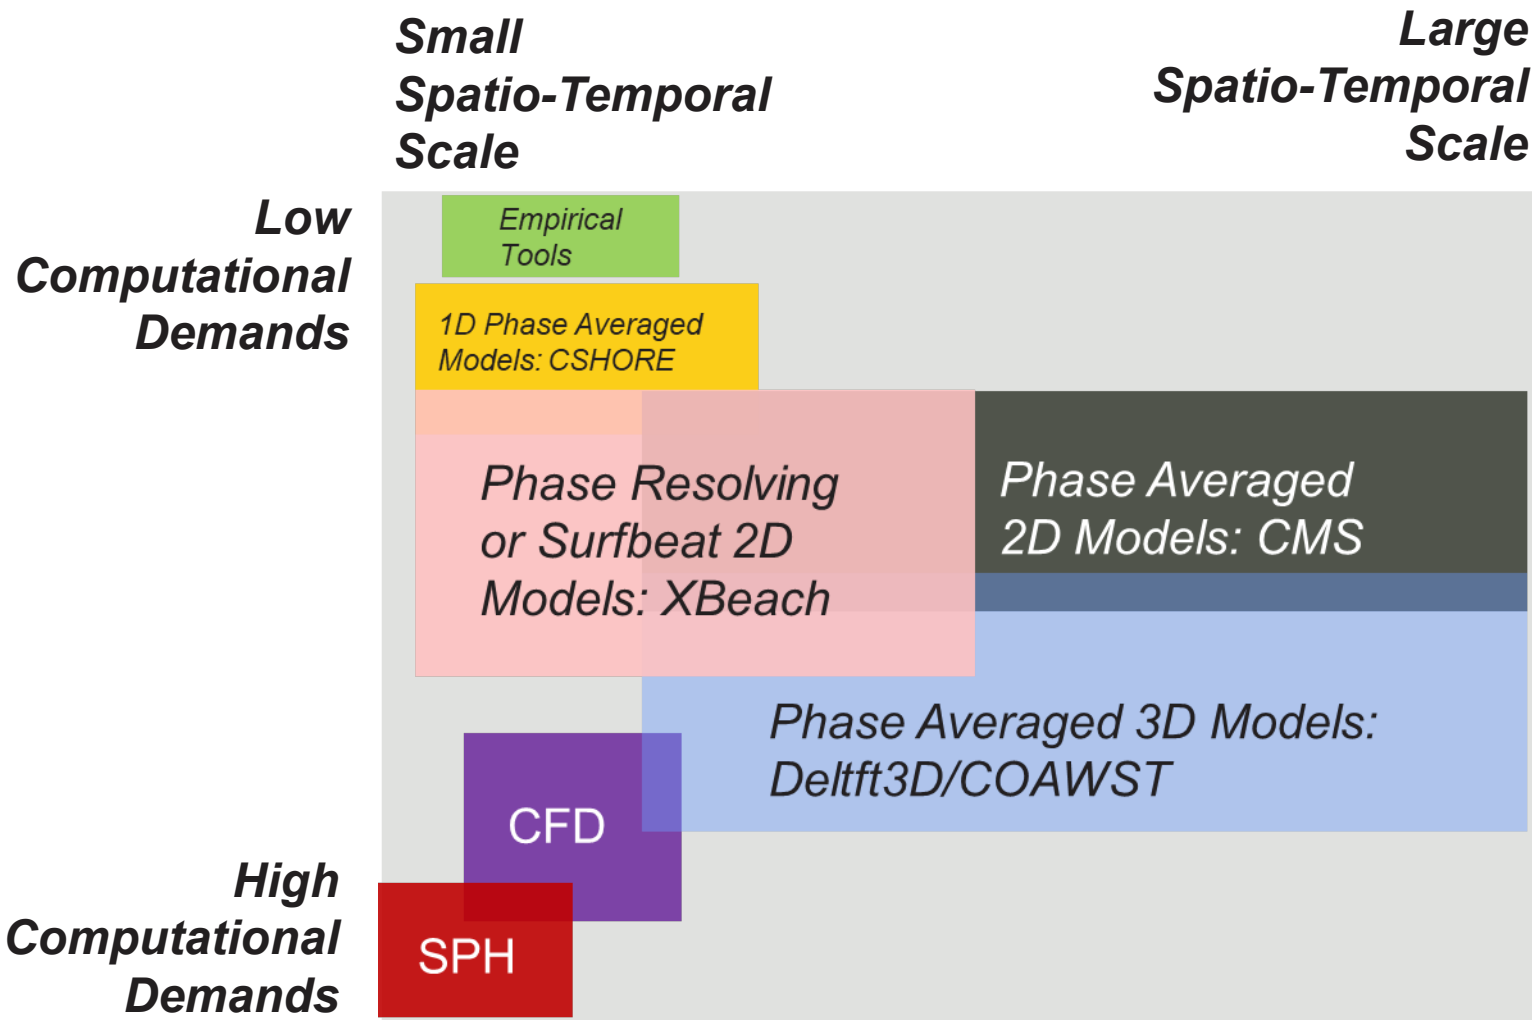 Small
Spatio-Temporal
Scale
Large
Spatio-Temporal
Scale
Low
Computational
Demands
Empirical
Tools
1D Phase Averaged
Models: CSHORE
Phase Resolving
or Surfbeat 2D
Models: XBeach
Phase Averaged
2D Models: CMS
Phase Averaged 3D Models:
Deltft3D/COAWST
CFD
High
Computational
Demands
SPH